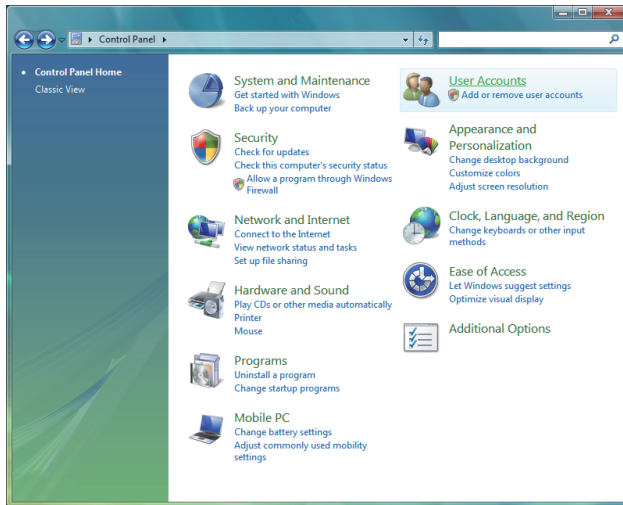 Control Panel
Control Panel Home
Classic View
System and Maintenance
Get started with Windows
Back up your computer
Security
Check for updates
Check this computer's security status
Allow a program through Windows
Firewall
Network and Internet
Connect to the Internet
View network status and tasks
Set up file sharing
Hardware and Sound
Play CDs or other media automatically
Printer
Mouse
Programs
Uninstall a program
Change startup programs
Mobile PC
Change battery settings
Adjust commonly used mobility
settings
User Accounts
Add or remove user accounts
Appearance and
Personalization
Change desktop background
Customize colors
Adjust screen resolution
Clock, Language, and Region
Change keyboards or other input
methods
Ease of Access
Let Windows suggest settings
Optimize visual display
Additional Options